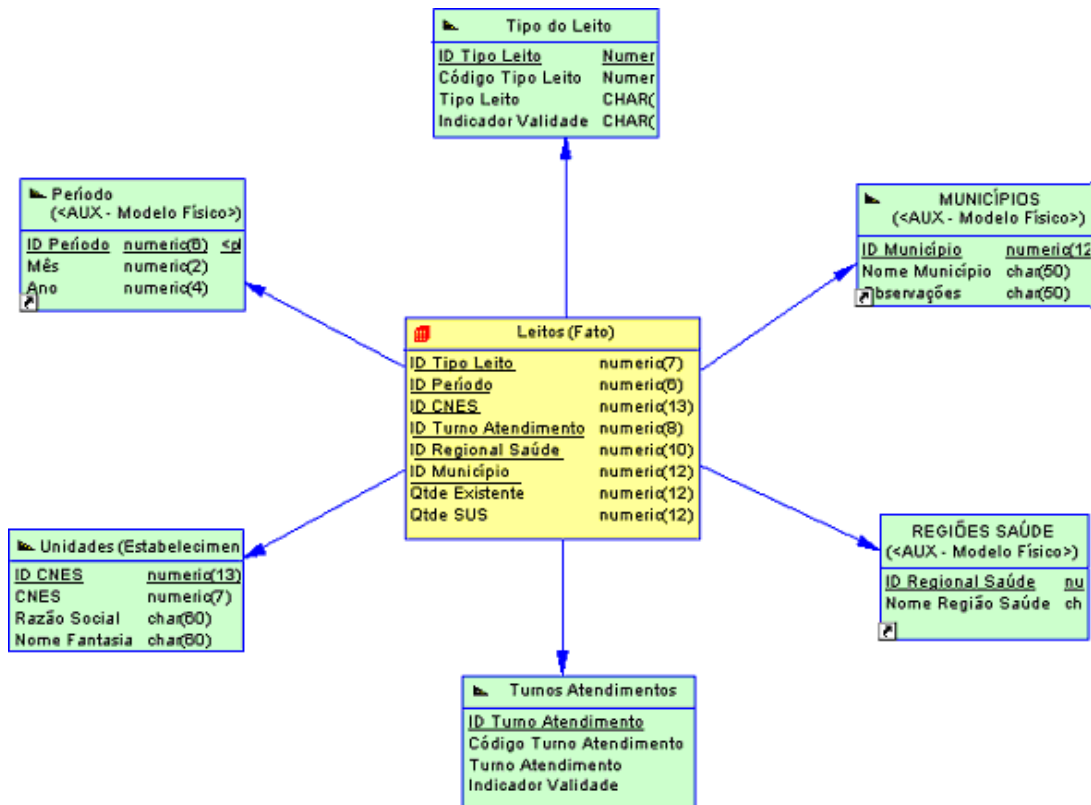 Tipo do Leito
ID Tipo Leito Numer
Código Tipo Leito Numer
Tipo Leito CHAR(
Indicador Validade CHAR(
Período
(<AUX - Modelo Físico>)
ID Período numeric(6) <pl
Mês numeric(2)
Ano numeric(4)
MUNICÍPIOS
(<AUX - Modelo Físico>)
ID Município numeric(12
Nome Município char(50)
Observações char(50)
Leitos (Fato)
ID Tipo Leito numeric(7)
ID Período numeric(6)
ID CNES numeric(13)
ID Turno Atendimento numeric(8)
ID Regional Saúde numeric(10)
ID Município numeric(12)
Qtde Existente numeric(12)
Qtde SUS numeric(12)
Unidades (Estabelecimen
ID CNES numeric(13)
CNES numeric(7)
Razão Social char(60)
Nome Fantasia char(60)
REGIÕES SAÚDE
(<AUX - Modelo Físico>)
ID Regional Saúde nu
Nome Região Saúde ch
Turnos Atendimentos
ID Turno Atendimento
Código Turno Atendimento
Turno Atendimento
Indicador Validade